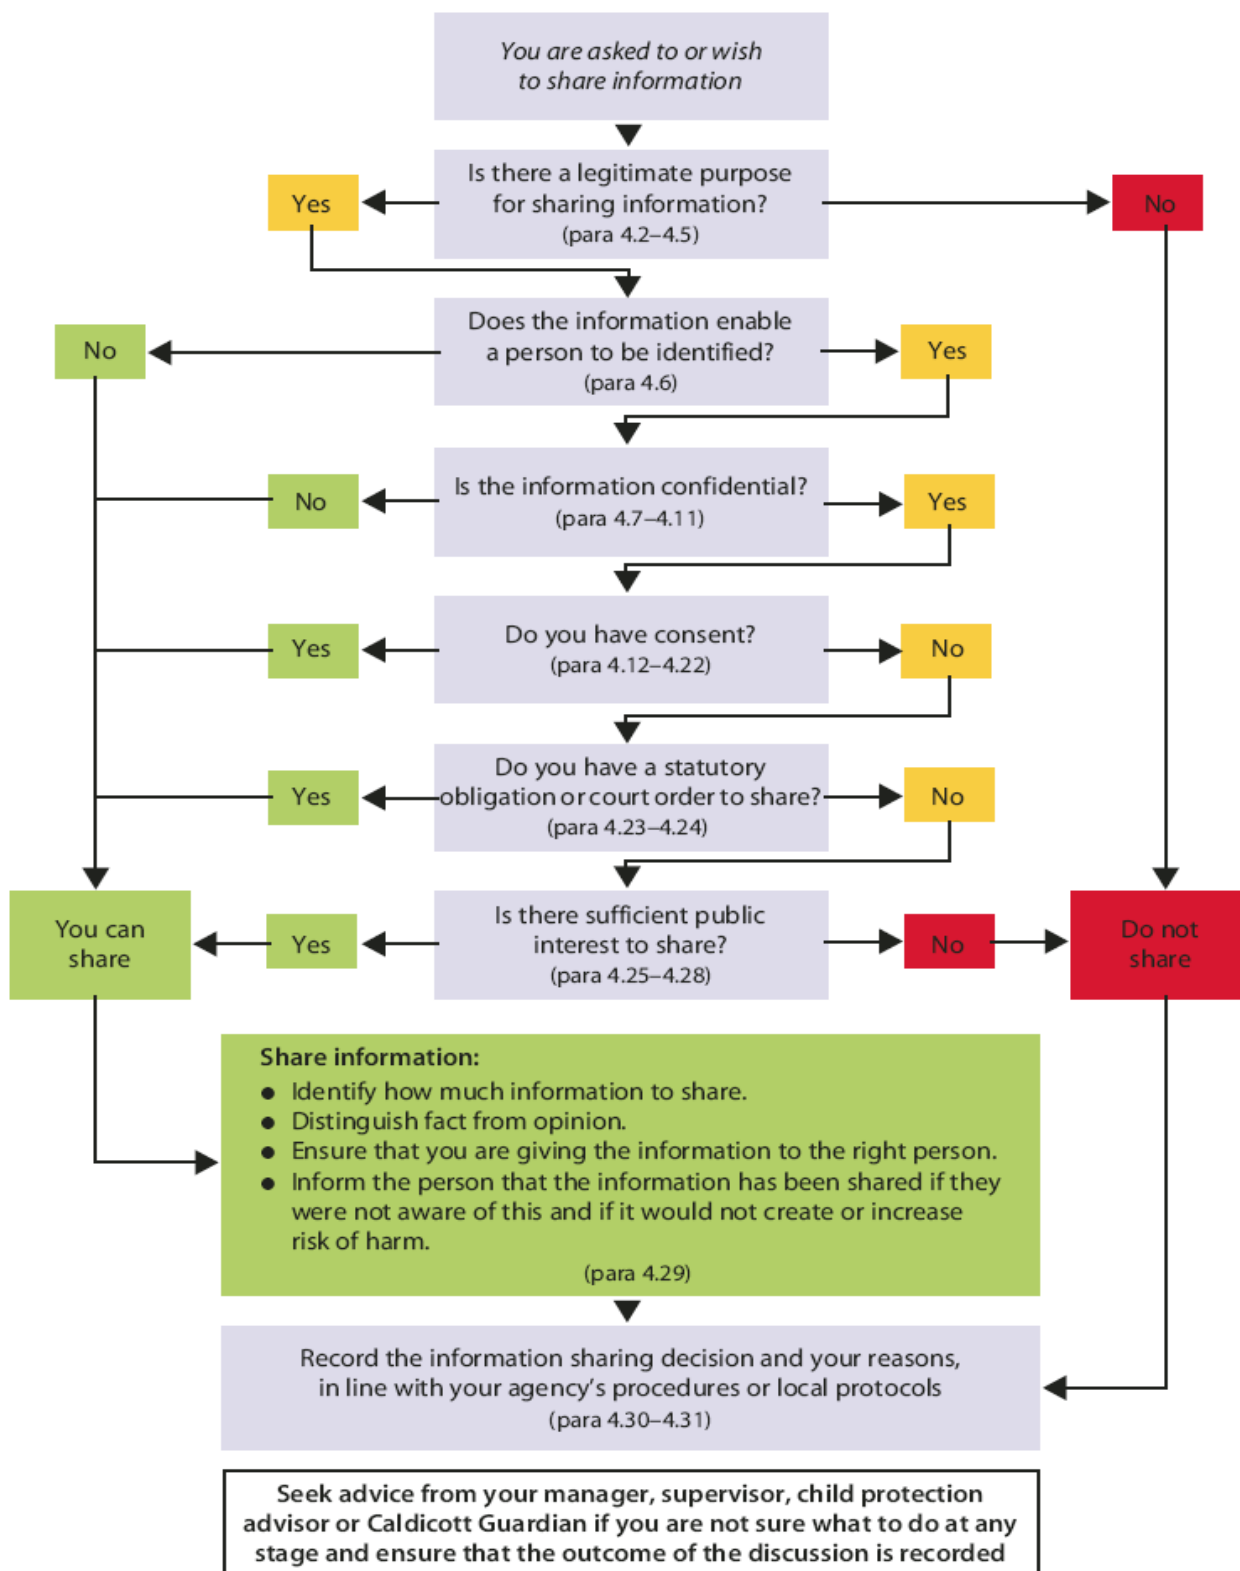 You are asked to or wish
to share information
Is there a legitimate purpose
for sharing information?
(para 4.2–4.5)
Yes
No
Does the information enable
a person to be identified?
(para 4.6)
No
Yes
Is the information confidential?
(para 4.7–4.11)
No
Yes
Do you have consent?
(para 4.12–4.22)
Yes
No
Do you have a statutory
obligation or court order to share?
(para 4.23–4.24)
Yes
No
Is there sufficient public
interest to share?
(para 4.25–4.28)
You can
share
Yes
No
Do not
share
Share information:
● Identify how much information to share.
● Distinguish fact from opinion.
● Ensure that you are giving the information to the right person.
● Inform the person that the information has been shared if they
were not aware of this and if it would not create or increase
risk of harm.
(para 4.29)
Record the information sharing decision and your reasons,
in line with your agency’s procedures or local protocols
(para 4.30–4.31)
Seek advice from your manager, supervisor, child protection
advisor or Caldicott Guardian if you are not sure what to do at any
stage and ensure that the outcome of the discussion is recorded